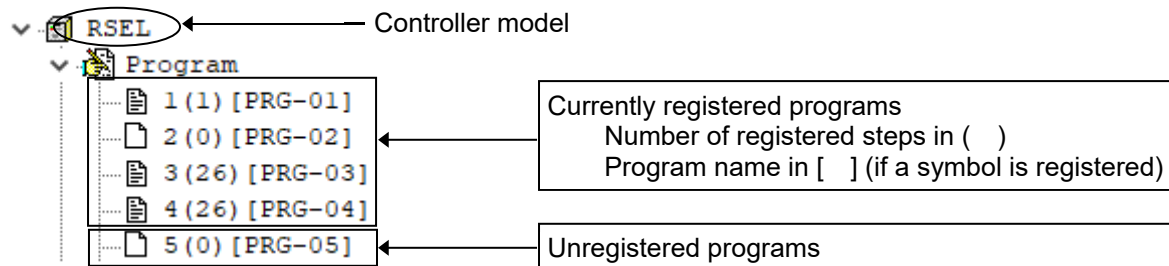 RSEL
Controller model
Program
1(1)[PRG-01]
2(0)[PRG-02]
3(26)[PRG-03]
4(26)[PRG-04]
5(0)[PRG-05]
Currently registered programs
Number of registered steps in (   )
Program name in [   ] (if a symbol is registered)
Unregistered programs